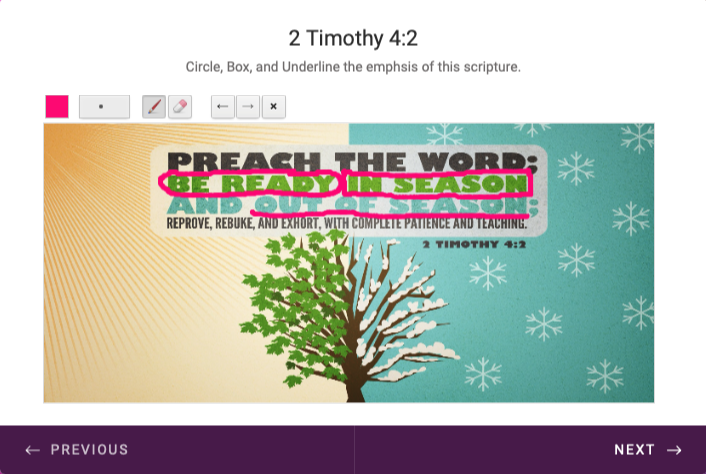 2 Timothy 4:2
Circle, Box, and Underline the emphsis of this scripture.
PREACH THE WORD;
BE READY IN SEASON
AND OUT OF SEASON;
REPROVE, REBUKE, AND EXHORT, WITH COMPLETE PATIENCE AND TEACHING.
2 TIMOTHY 4:2
← PREVIOUS
NEXT →